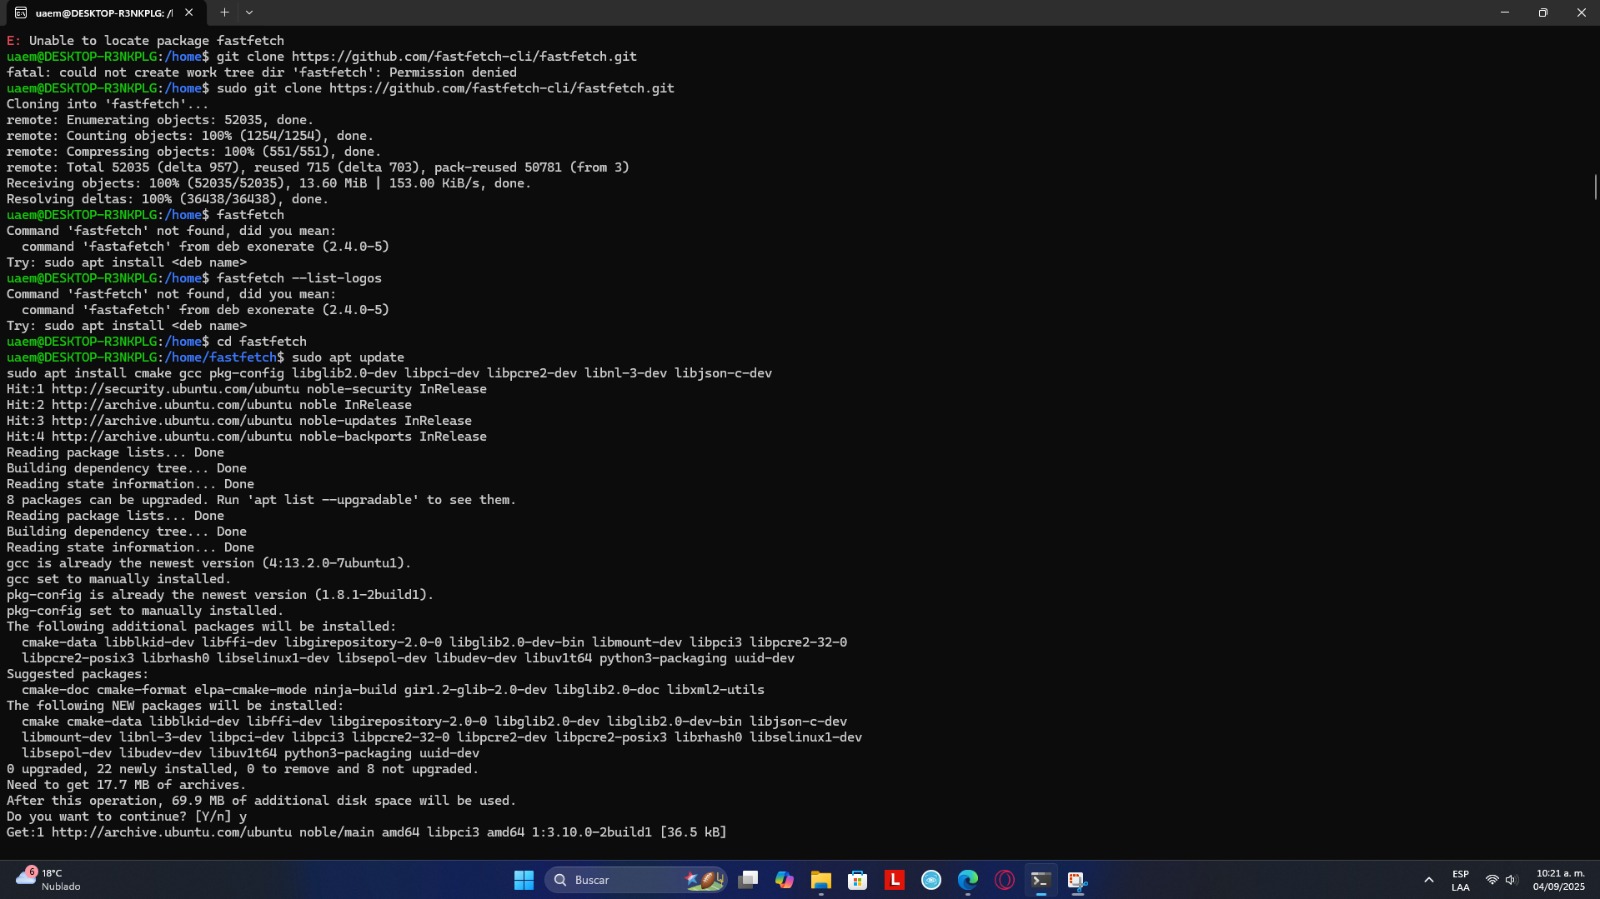 uaem@DESKTOP-R3NKPLG: /l
E: Unable to locate package fastfetch
uaem@DESKTOP-R3NKPLG:/home$ git clone https://github.com/fastfetch-cli/fastfetch.git
fatal: could not create work tree dir 'fastfetch': Permission denied
uaem@DESKTOP-R3NKPLG:/home$ sudo git clone https://github.com/fastfetch-cli/fastfetch.git
Cloning into 'fastfetch'...
remote: Enumerating objects: 52035, done.
remote: Counting objects: 100% (1254/1254), done.
remote: Compressing objects: 100% (551/551), done.
remote: Total 52035 (delta 957), reused 715 (delta 703), pack-reused 50781 (from 3)
Receiving objects: 100% (52035/52035), 13.60 MiB | 153.00 KiB/s, done.
Resolving deltas: 100% (36438/36438), done.
uaem@DESKTOP-R3NKPLG:/home$ fastfetch
Command 'fastfetch' not found, did you mean:
  command 'fastafetch' from deb exonerate (2.4.0-5)
Try: sudo apt install <deb name>
uaem@DESKTOP-R3NKPLG:/home$ fastfetch --list-logos
Command 'fastfetch' not found, did you mean:
  command 'fastafetch' from deb exonerate (2.4.0-5)
Try: sudo apt install <deb name>
uaem@DESKTOP-R3NKPLG:/home$ cd fastfetch
uaem@DESKTOP-R3NKPLG:/home/fastfetch$ sudo apt update
sudo apt install cmake gcc pkg-config libglib2.0-dev libpci-dev libpcre2-dev libnl-3-dev libjson-c-dev
Hit:1 http://security.ubuntu.com/ubuntu noble-security InRelease
Hit:2 http://archive.ubuntu.com/ubuntu noble InRelease
Hit:3 http://archive.ubuntu.com/ubuntu noble-updates InRelease
Hit:4 http://archive.ubuntu.com/ubuntu noble-backports InRelease
Reading package lists... Done
Building dependency tree... Done
Reading state information... Done
8 packages can be upgraded. Run 'apt list --upgradable' to see them.
Reading package lists... Done
Building dependency tree... Done
Reading state information... Done
gcc is already the newest version (4:13.2.0-7ubuntu1).
gcc set to manually installed.
pkg-config is already the newest version (1.8.1-2build1).
pkg-config set to manually installed.
The following additional packages will be installed:
  cmake-data libblkid-dev libffi-dev libgirepository-2.0-0 libglib2.0-dev-bin libmount-dev libpci3 libpcre2-32-0
  libpcre2-posix3 librhash0 libselinux1-dev libsepol-dev libudev-dev libuv1t64 python3-packaging uuid-dev
Suggested packages:
  cmake-doc cmake-format elpa-cmake-mode ninja-build gir1.2-glib-2.0-dev libglib2.0-doc libxml2-utils
The following NEW packages will be installed:
  cmake cmake-data libblkid-dev libffi-dev libgirepository-2.0-0 libglib2.0-dev libglib2.0-dev-bin libjson-c-dev
  libmount-dev libnl-3-dev libpci-dev libpci3 libpcre2-32-0 libpcre2-dev libpcre2-posix3 librhash0 libselinux1-dev
  libsepol-dev libudev-dev libuv1t64 python3-packaging uuid-dev
0 upgraded, 22 newly installed, 0 to remove and 8 not upgraded.
Need to get 17.7 MB of archives.
After this operation, 69.9 MB of additional disk space will be used.
Do you want to continue? [Y/n] y
Get:1 http://archive.ubuntu.com/ubuntu noble/main amd64 libpci3 amd64 1:3.10.0-2build1 [36.5 kB]
6
18°C
Nublado
Buscar
L
ESP
LAA
10:21 a. m.
04/09/2025